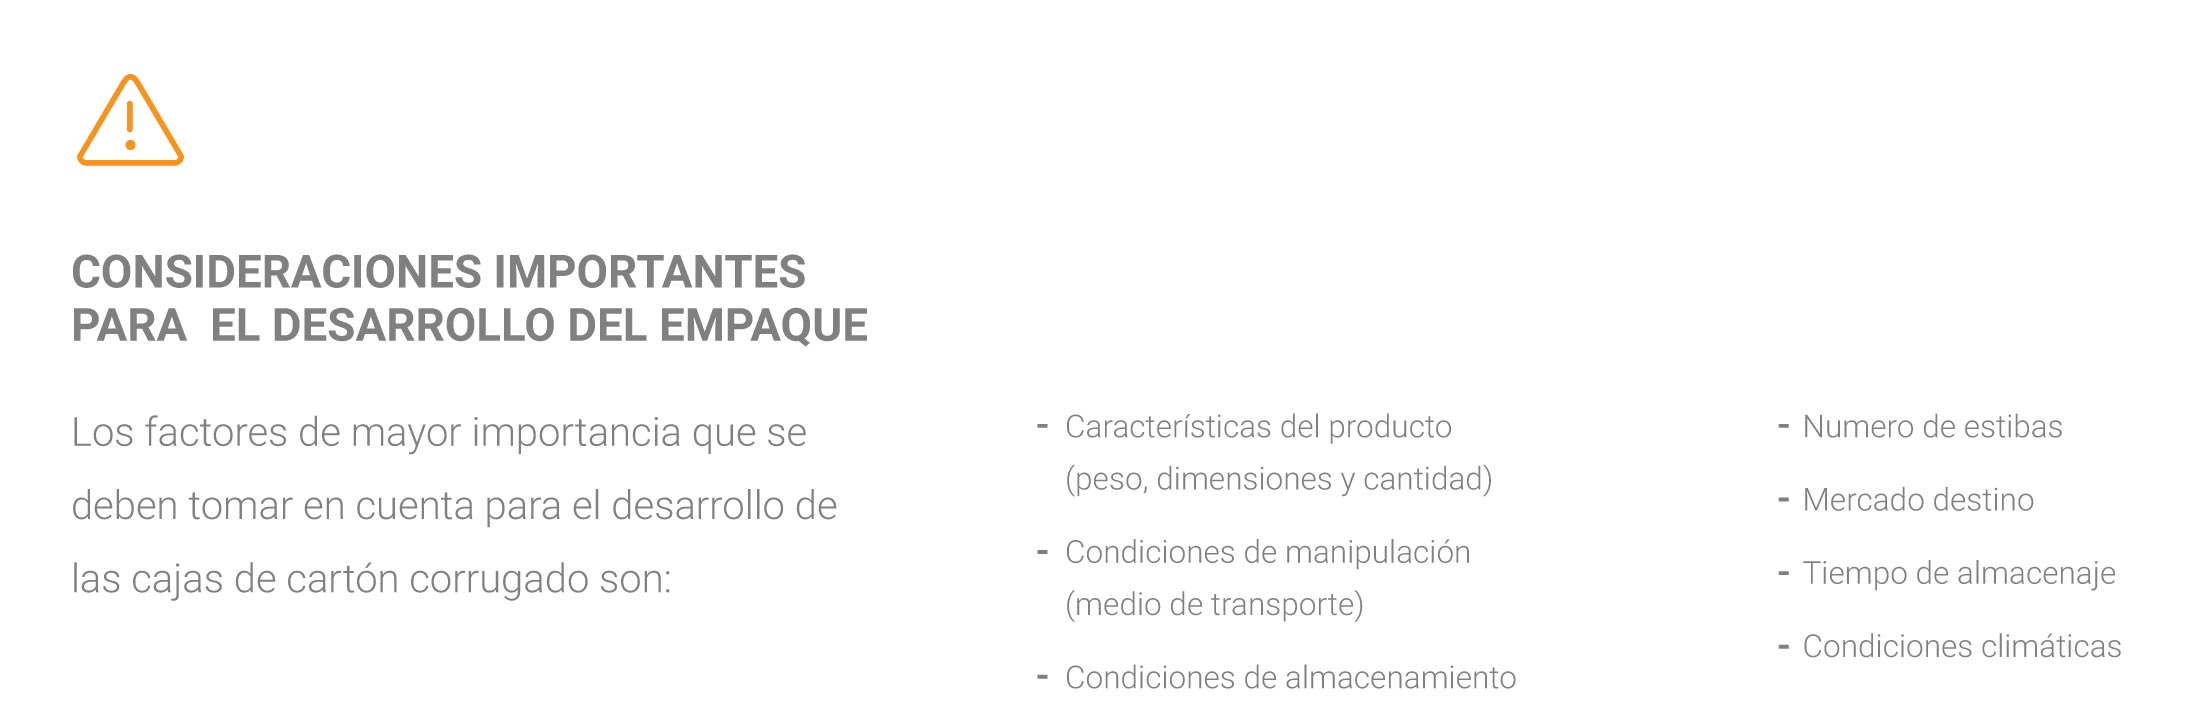 CONSIDERACIONES IMPORTANTES
PARA  EL DESARROLLO DEL EMPAQUE
Los factores de mayor importancia que se
deben tomar en cuenta para el desarrollo de
las cajas de cartón corrugado son:
- Características del producto
(peso, dimensiones y cantidad)
- Condiciones de manipulación
(medio de transporte)
- Condiciones de almacenamiento
- Numero de estibas
- Mercado destino
- Tiempo de almacenaje
- Condiciones climáticas